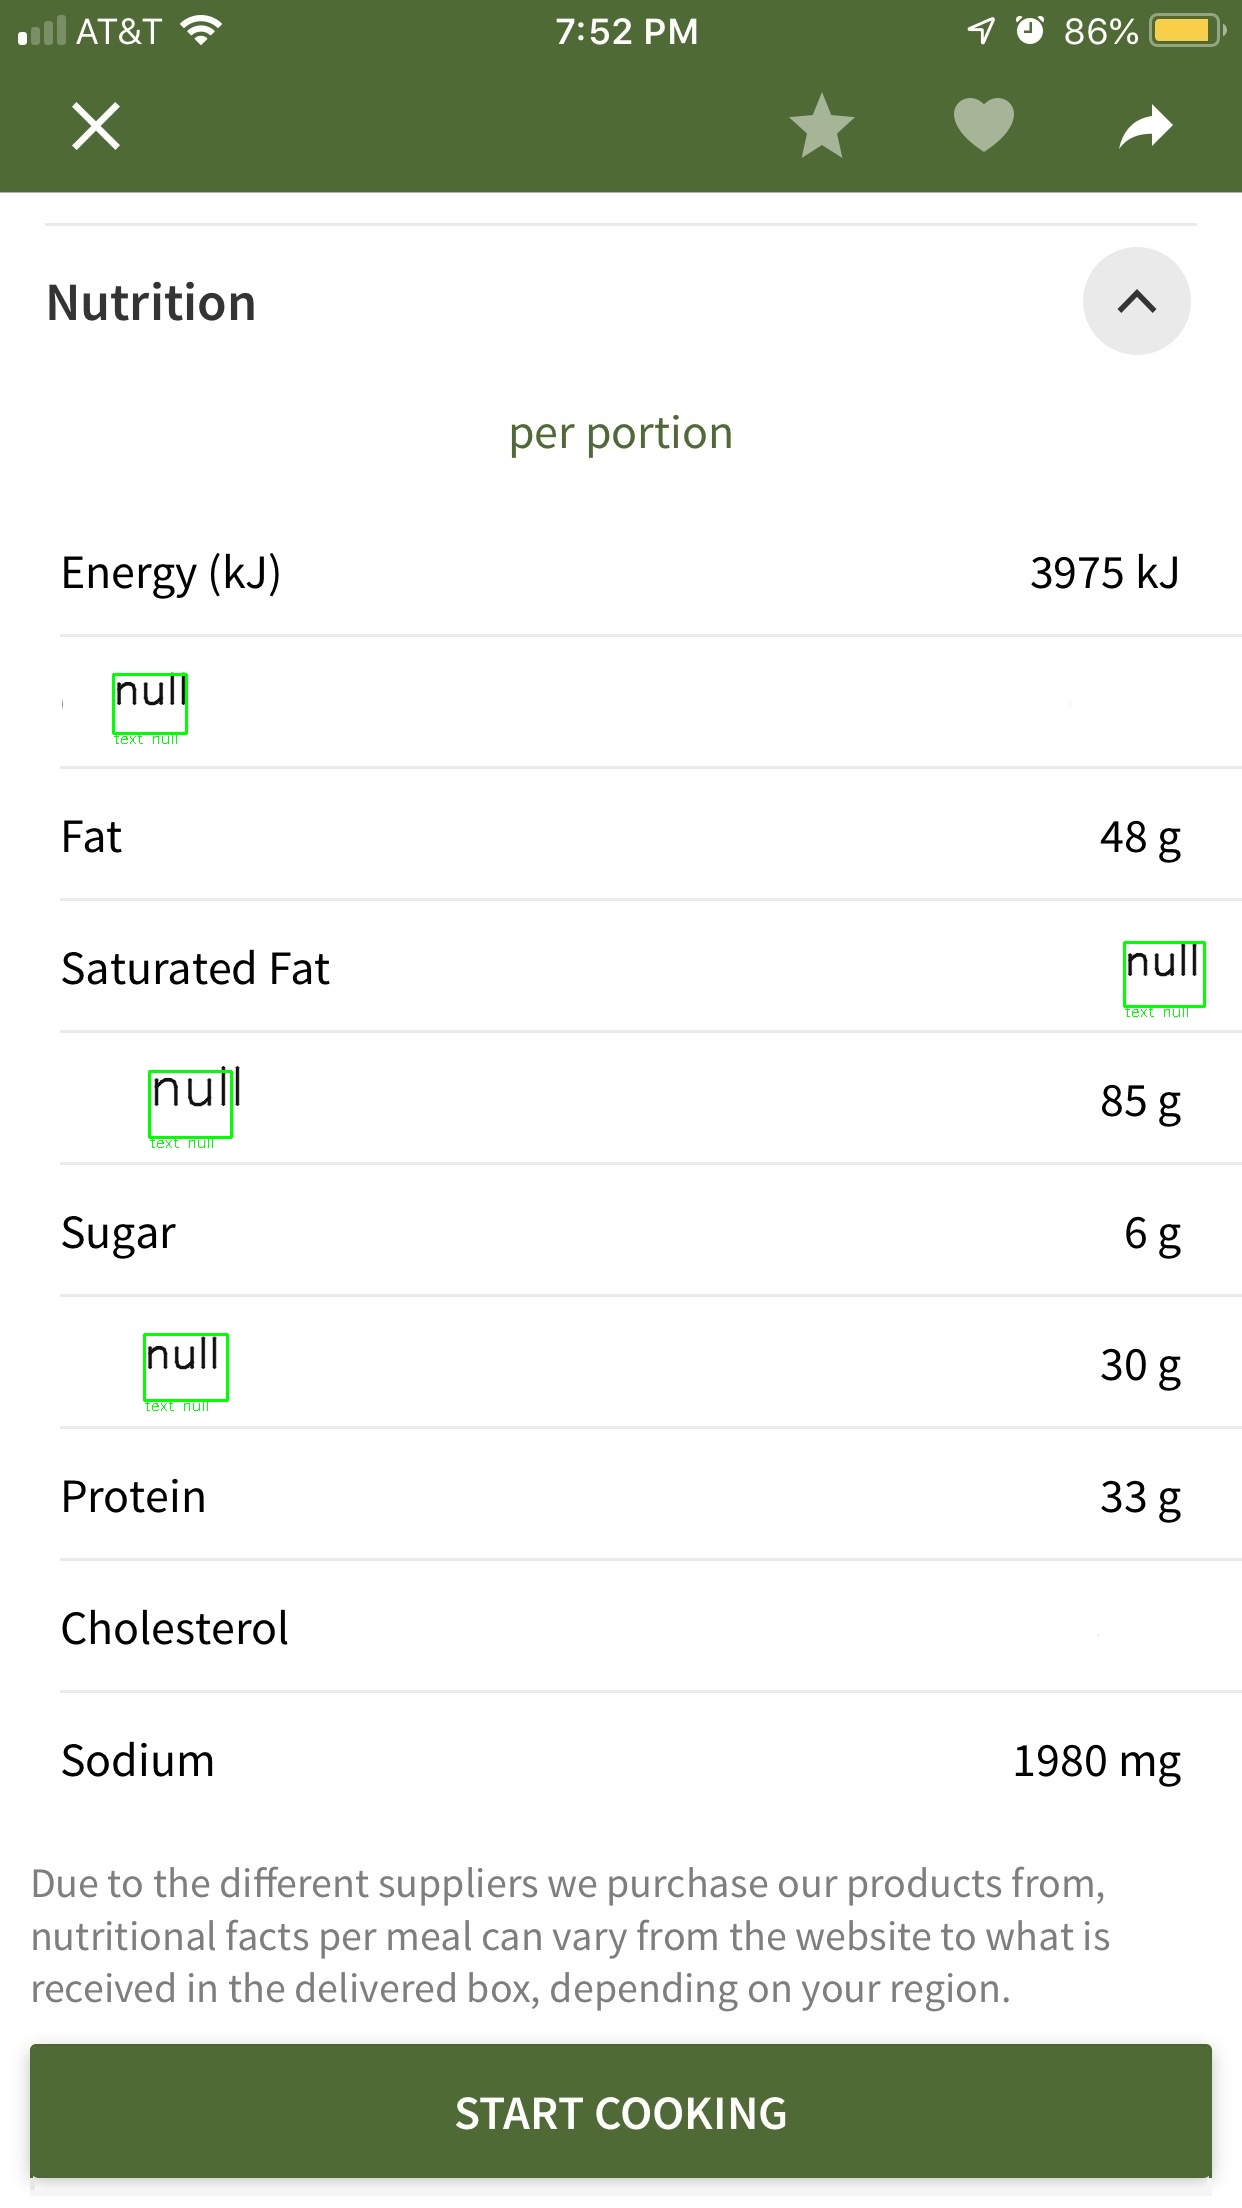 AT&T 7:52 PM 86%
Nutrition
per portion
Energy (kJ) 3975 kJ
null
text null
Fat 48 g
Saturated Fat null
text null
null 85 g
text null
Sugar 6 g
null 30 g
text null
Protein 33 g
Cholesterol
Sodium 1980 mg
Due to the different suppliers we purchase our products from,
nutritional facts per meal can vary from the website to what is
received in the delivered box, depending on your region.
START COOKING